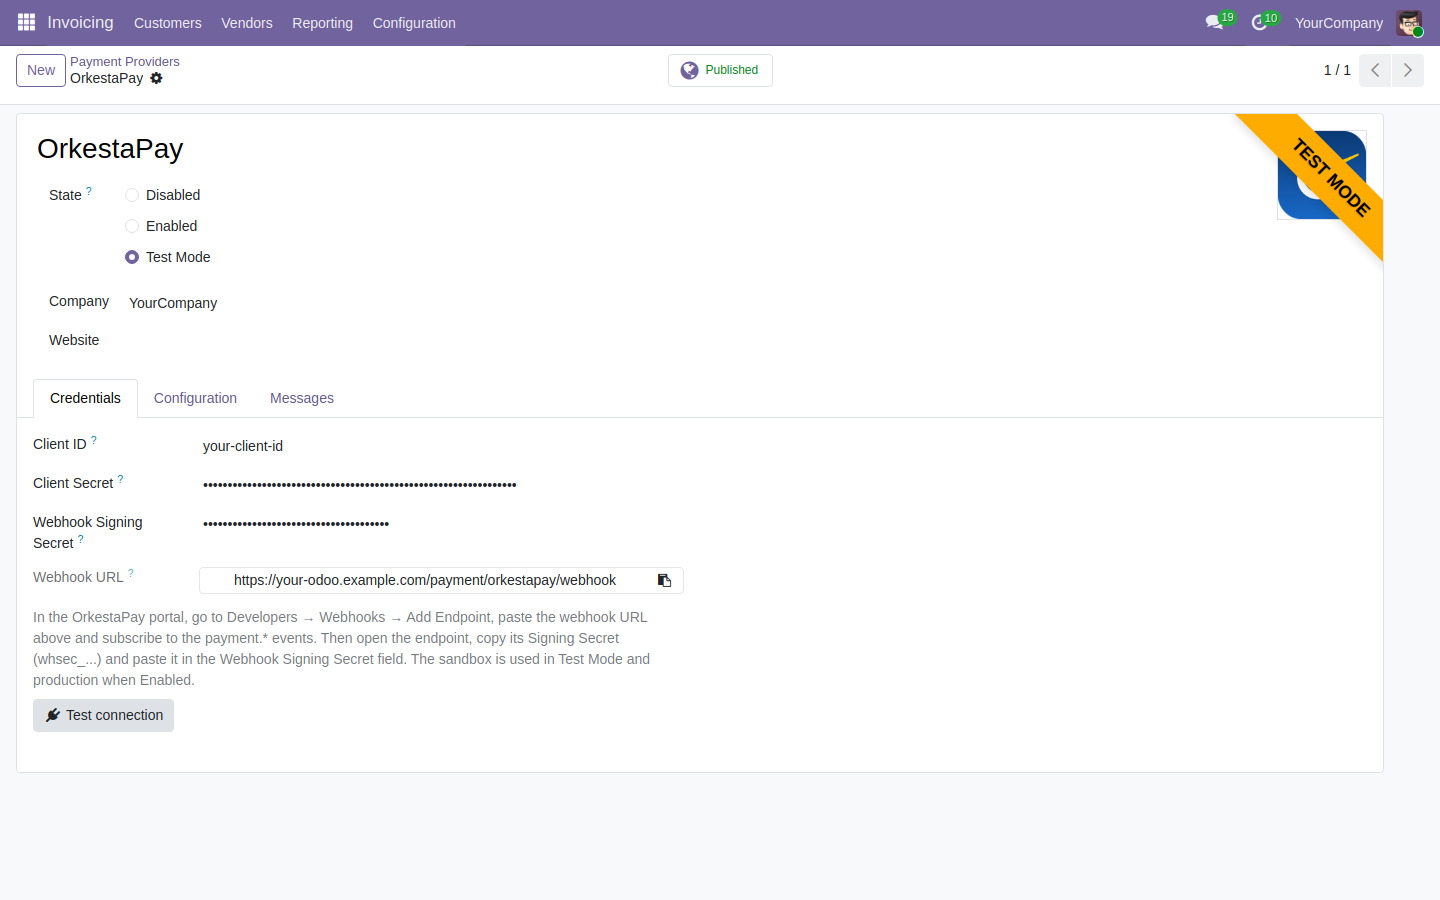 Invoicing Customers Vendors Reporting Configuration 19 10 YourCompany
New Payment Providers
OrkestaPay
Published
1 / 1
OrkestaPay
TEST MODE
State ? Disabled
Enabled
Test Mode
Company YourCompany
Website
Credentials Configuration Messages
Client ID ? your-client-id
Client Secret ? ••••••••••••••••••••••••••••••••••••••••••••••••••••••••••••••••
Webhook Signing
Secret ? ••••••••••••••••••••••••••••••••••••••
Webhook URL ? https://your-odoo.example.com/payment/orkestapay/webhook
In the OrkestaPay portal, go to Developers → Webhooks → Add Endpoint, paste the webhook URL
above and subscribe to the payment.* events. Then open the endpoint, copy its Signing Secret
(whsec_...) and paste it in the Webhook Signing Secret field. The sandbox is used in Test Mode and
production when Enabled.
Test connection